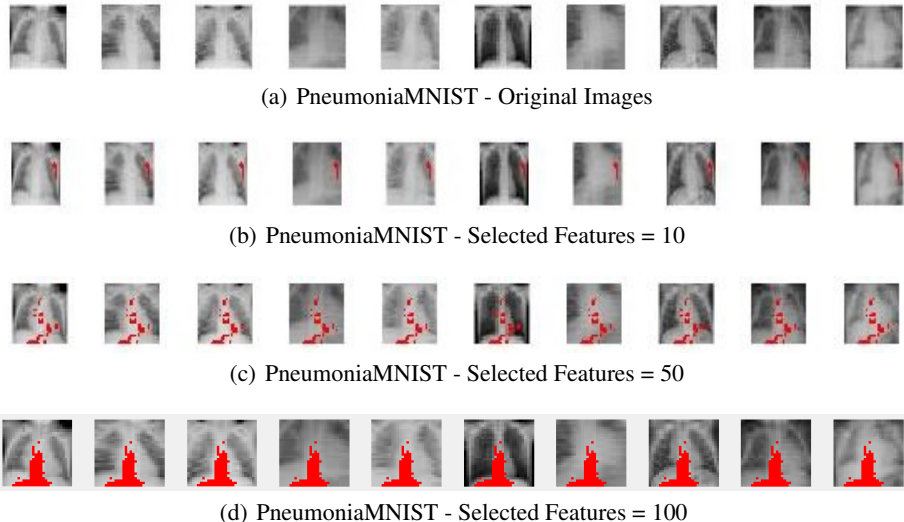 (a) PneumoniaMNIST - Original Images
(b) PneumoniaMNIST - Selected Features = 10
(c) PneumoniaMNIST - Selected Features = 50
(d) PneumoniaMNIST - Selected Features = 100